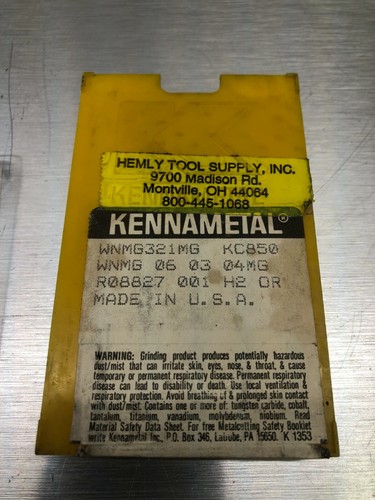 HEMLY TOOL SUPPLY, INC.
9700 Madison Rd.
Montville, OH 44064
800-445-1068
KENNAMETAL®
WNMG321MG KC850
WNMG 06 03 04MG
R08827 001 H2 OR
MADE IN U.S.A.
WARNING: Grinding product produces potentially hazardous
dust/mist that can irritate skin, eyes, nose, & throat, & cause
temporary or permanent respiratory disease. Permanent respiratory
disease can lead to disability or death. Use local ventilation &
respiratory protection. Avoid breathing of & prolonged skin contact
with dust/mist. Contains one or more of: tungsten carbide, cobalt,
tantalum, titanium, vanadium, molybdenum, niobium. Read
Material Safety Data Sheet. For free Metalcutting Safety Booklet
write Kennametal Inc., P.O. Box 346, Latrobe, PA 15650. K 1353